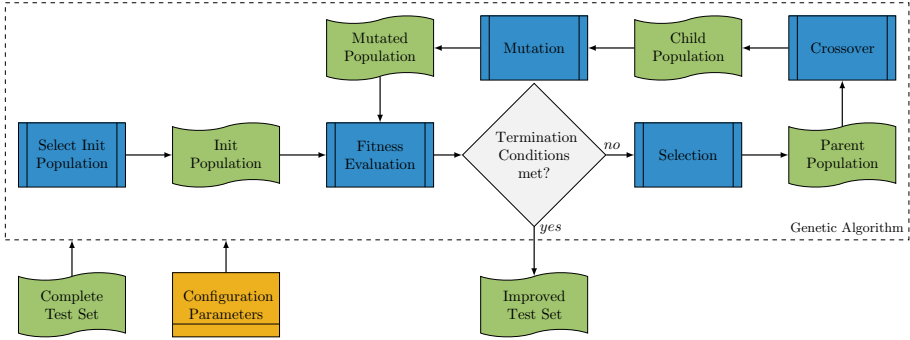 Mutated
Population
Mutation
Child
Population
Crossover
Select Init
Population
Init
Population
Fitness
Evaluation
Termination
Conditions
met?
no
Selection
Parent
Population
yes
Genetic Algorithm
Complete
Test Set
Configuration
Parameters
Improved
Test Set